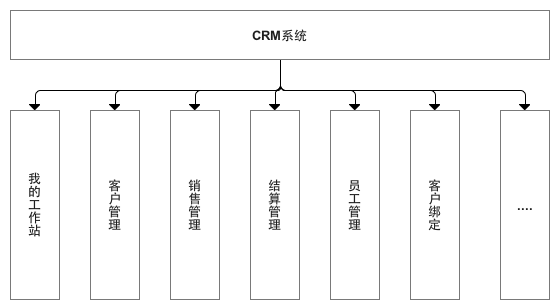 CRM系统
我的工作站
客户管理
销售管理
结算管理
员工管理
客户绑定
....